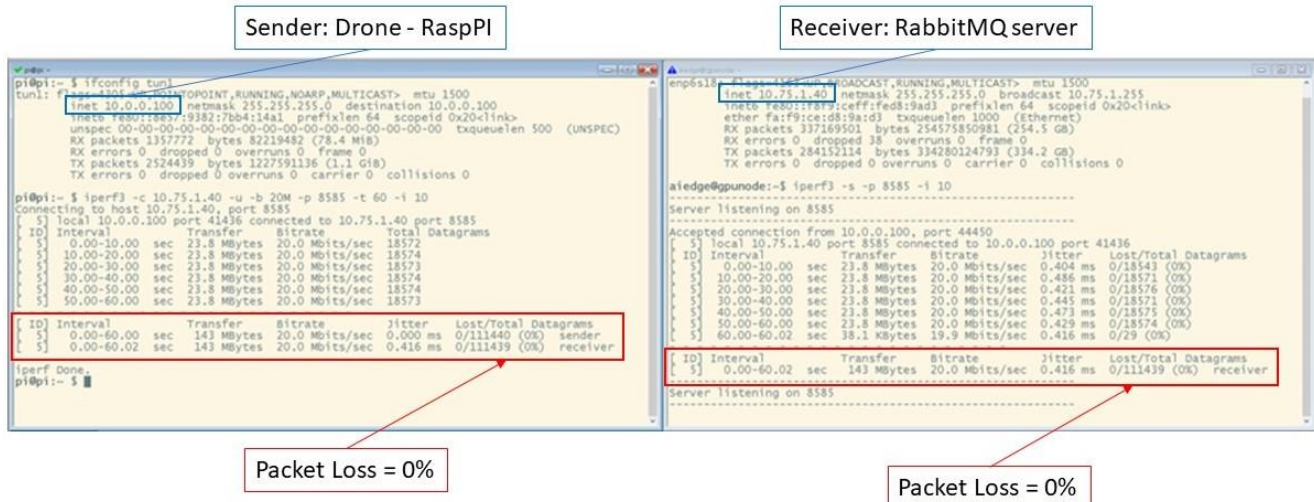 Sender: Drone - RaspPI
Receiver: RabbitMQ server
pi@pi:~ $ ifconfig tun1
inet 10.0.0.100 netmask 255.255.255.0 destination 10.0.0.100
unspec 00-00-00-00-00-00-00-00-00-00-00-00-00-00-00-00 txqueuelen 500 (UNSPEC)
RX packets 1357772 bytes 82219482 (78.4 MiB)
RX errors 0 dropped 0 overruns 0 frame 0
TX packets 2524439 bytes 1227591136 (1.1 GiB)
TX errors 0 dropped 0 overruns 0 carrier 0 collisions 0
pi@pi:~ $ iperf3 -c 10.75.1.40 -u -b 20M -p 8585 -t 60 -i 10
Connecting to host 10.75.1.40, port 8585
[ 5] local 10.0.0.100 port 41436 connected to 10.75.1.40 port 8585
[ ID] Interval Transfer Bitrate Total Datagrams
[ 5] 0.00-10.00 sec 23.8 MBytes 20.0 Mbits/sec 18572
[ 5] 10.00-20.00 sec 23.8 MBytes 20.0 Mbits/sec 18574
[ 5] 20.00-30.00 sec 23.8 MBytes 20.0 Mbits/sec 18573
[ 5] 30.00-40.00 sec 23.8 MBytes 20.0 Mbits/sec 18574
[ 5] 40.00-50.00 sec 23.8 MBytes 20.0 Mbits/sec 18574
[ 5] 50.00-60.00 sec 23.8 MBytes 20.0 Mbits/sec 18573
[ ID] Interval Transfer Bitrate Jitter Lost/Total Datagrams
[ 5] 0.00-60.00 sec 143 MBytes 20.0 Mbits/sec 0.000 ms 0/111440 (0%) sender
[ 5] 0.00-60.02 sec 143 MBytes 20.0 Mbits/sec 0.416 ms 0/111439 (0%) receiver
iperf Done.
pi@pi:~ $
inet 10.75.1.40 netmask 255.255.255.0 broadcast 10.75.1.255
ether fa:f9:ce:d8:9a:d3 txqueuelen 1000 (Ethernet)
RX packets 337169501 bytes 254575850981 (254.5 GB)
RX errors 0 dropped 38 overruns 0 frame 0
TX packets 284152114 bytes 334280124793 (334.2 GB)
TX errors 0 dropped 0 overruns 0 carrier 0 collisions 0
aiedge@gpunode:~$ iperf3 -s -p 8585 -i 10
Server listening on 8585
Accepted connection from 10.0.0.100, port 44450
[ 5] local 10.75.1.40 port 8585 connected to 10.0.0.100 port 41436
[ ID] Interval Transfer Bitrate Jitter Lost/Total Datagrams
[ 5] 0.00-10.00 sec 23.8 MBytes 20.0 Mbits/sec 0.404 ms 0/18543 (0%)
[ 5] 10.00-20.00 sec 23.8 MBytes 20.0 Mbits/sec 0.486 ms 0/18571 (0%)
[ 5] 20.00-30.00 sec 23.8 MBytes 20.0 Mbits/sec 0.421 ms 0/18576 (0%)
[ 5] 30.00-40.00 sec 23.8 MBytes 20.0 Mbits/sec 0.445 ms 0/18571 (0%)
[ 5] 40.00-50.00 sec 23.8 MBytes 20.0 Mbits/sec 0.473 ms 0/18575 (0%)
[ 5] 50.00-60.00 sec 23.8 MBytes 20.0 Mbits/sec 0.429 ms 0/18574 (0%)
[ 5] 60.00-60.02 sec 38.1 KBytes 19.9 Mbits/sec 0.416 ms 0/29 (0%)
[ ID] Interval Transfer Bitrate Jitter Lost/Total Datagrams
[ 5] 0.00-60.02 sec 143 MBytes 20.0 Mbits/sec 0.416 ms 0/111439 (0%) receiver
Server listening on 8585
Packet Loss = 0%
Packet Loss = 0%